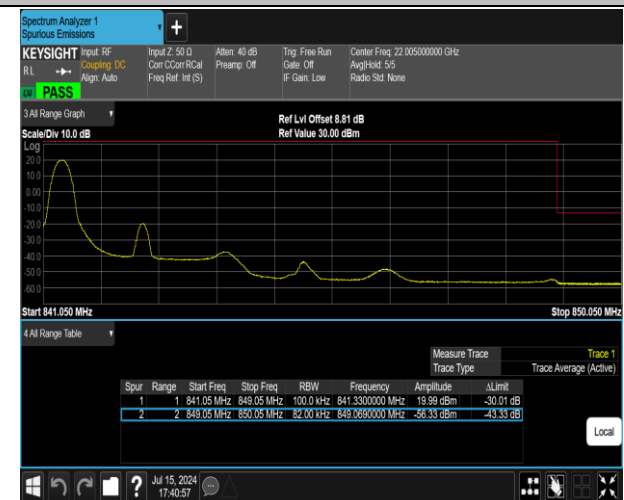 Spectrum Analyzer 1
Spurious Emissions
+
KEYSIGHT Input: RF Input Z: 50 Ω Atten: 40 dB Trig: Free Run Center Freq: 22.005000000 GHz
RL Coupling: DC Corr CCorr RCal Preamp: Off Gate: Off Avg|Hold: 5/5
Align: Auto Freq Ref: Int (S) IF Gain: Low Radio Std: None
PASS
3 All Range Graph
Ref Lvl Offset 8.81 dB
Scale/Div 10.0 dB Ref Value 30.00 dBm
Log
20.0
10.0
0.00
-10.0
-20.0
-30.0
-40.0
-50.0
-60.0
Start 841.050 MHz Stop 850.050 MHz
4 All Range Table
Measure Trace Trace 1
Trace Type Trace Average (Active)
Spur Range Start Freq Stop Freq RBW Frequency Amplitude ΔLimit
1 1 841.05 MHz 849.05 MHz 100.0 kHz 841.3300000 MHz 19.99 dBm -30.01 dB
2 2 849.05 MHz 850.05 MHz 82.00 kHz 849.0690000 MHz -56.33 dBm -43.33 dB
Local
? Jul 15, 2024
17:40:57